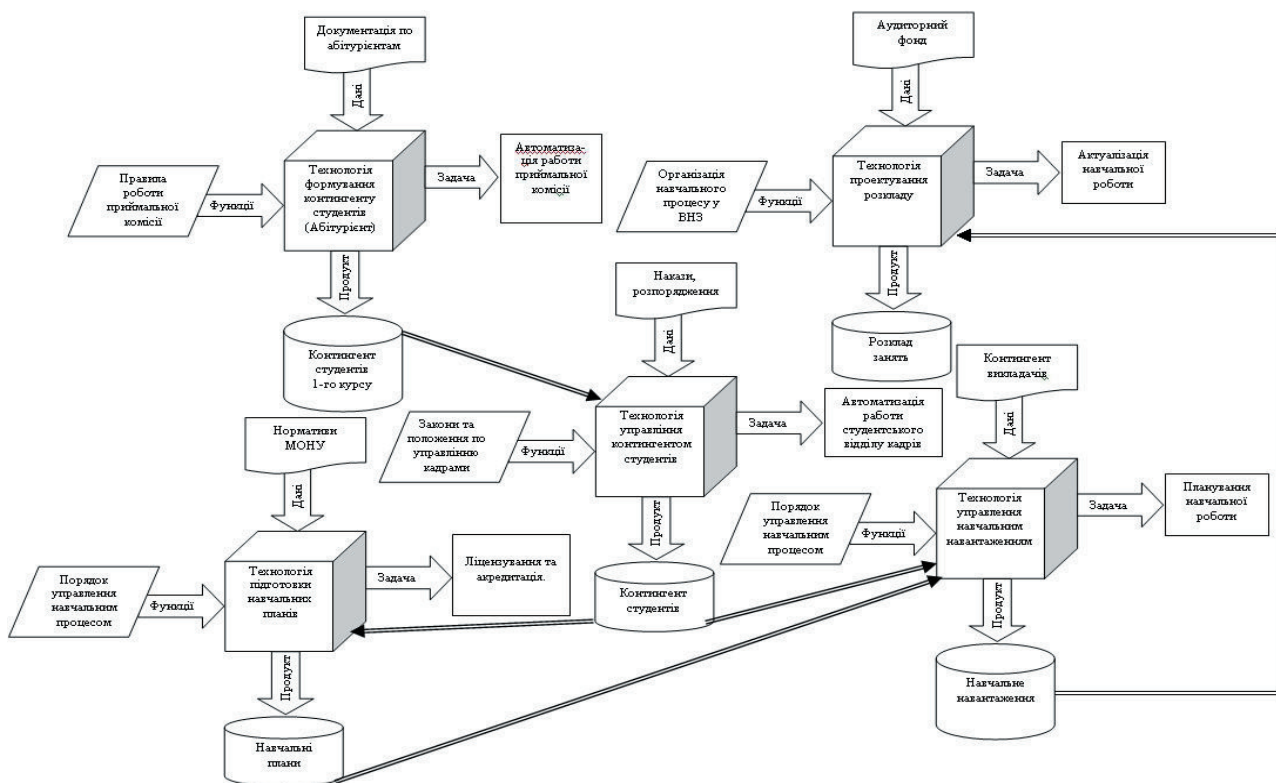 Документація по
абітурієнтам
Дані
Правила
роботи
приймальної
комісії
Функції
Технологія
формування
контингенту
студентів
(Абітурієнт)
Задача
Автоматиза-
ція работи
приймальної
комісії
Продукт
Контингент
студентів
1-го курсу
Аудиторний
фонд
Дані
Організація
навчального
процесу у
ВНЗ
Функції
Технологія
проектування
розкладу
Задача
Актуалізація
навчальної
роботи
Продукт
Розклад
занять
Накази,
розпорядження
Дані
Закони та
положення по
управлінню
кадрами
Функції
Технологія
управління
контингентом
студентів
Задача
Автоматизація
работи
студентського
відділу кадрів
Продукт
Контингент
студентів
Контингент
викладачів
Дані
Порядок
управління
навчальним
процесом
Функції
Технологія
управління
навчальним
навантаженням
Задача
Планування
навчальної
роботи
Продукт
Навчальне
навантаження
Нормативи
МОНУ
Дані
Порядок
управління
навчальним
процесом
Функції
Технологія
підготовки
навчальних
планів
Задача
Ліцензування та
акредитація.
Продукт
Навчальні
плани